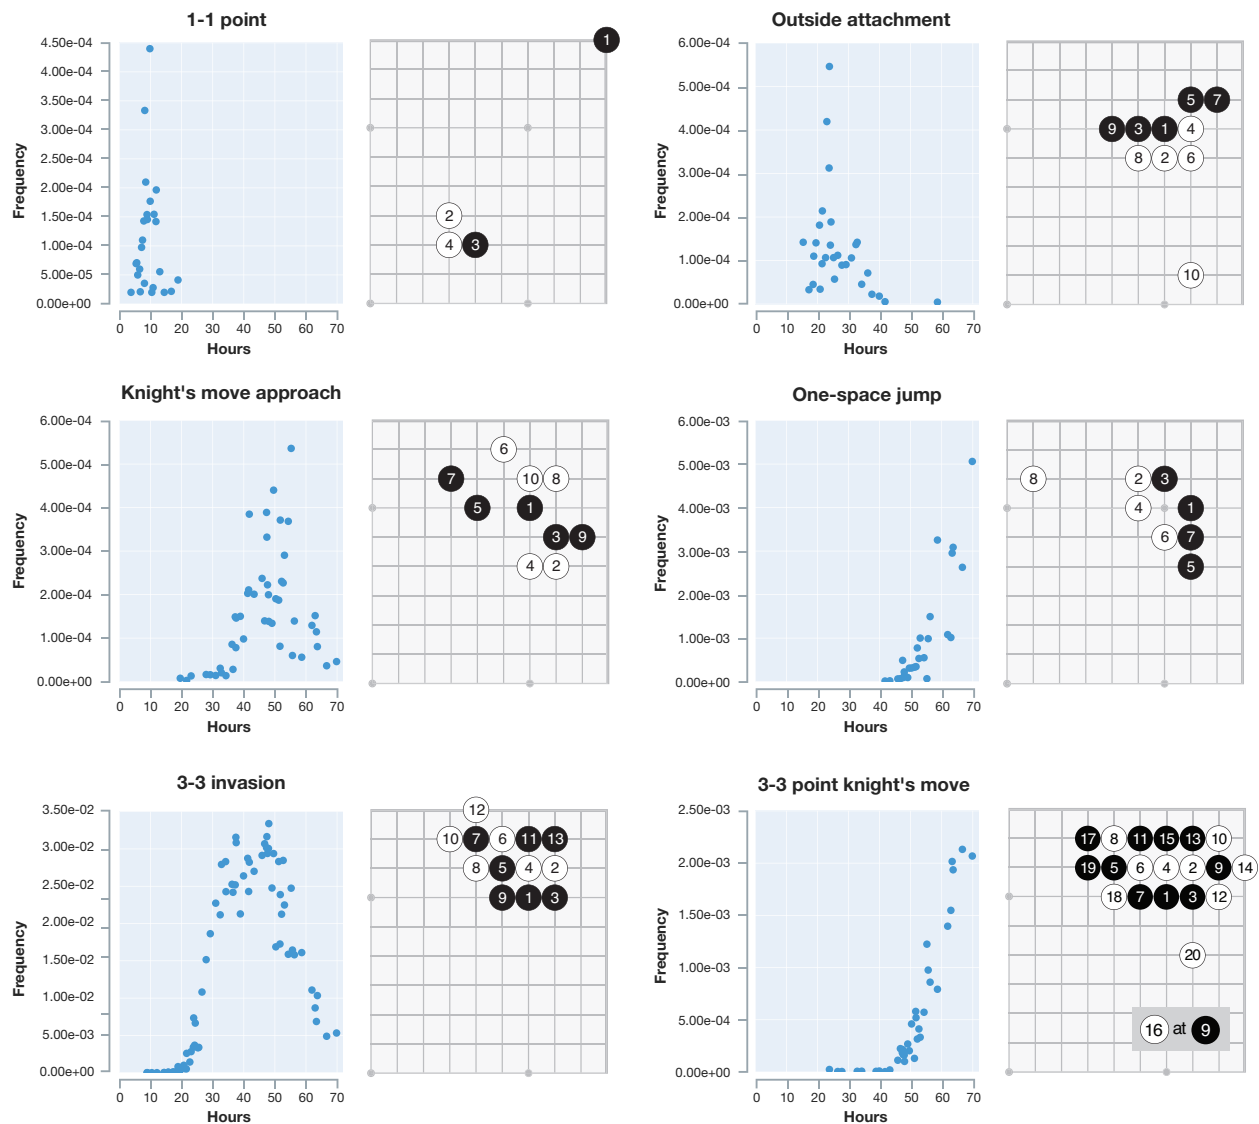 1-1 point
4.50e-04
4.00e-04
3.50e-04
3.00e-04
2.50e-04
2.00e-04
1.50e-04
1.00e-04
5.00e-05
0.00e+00
Frequency
0 10 20 30 40 50 60 70
Hours
1
2
4 3
Outside attachment
6.00e-04
5.00e-04
4.00e-04
3.00e-04
2.00e-04
1.00e-04
0.00e+00
Frequency
0 10 20 30 40 50 60 70
Hours
5 7
9 3 1 4
8 2 6
10
Knight's move approach
6.00e-04
5.00e-04
4.00e-04
3.00e-04
2.00e-04
1.00e-04
0.00e+00
Frequency
0 10 20 30 40 50 60 70
Hours
6
7 10 8
5 1
3 9
4 2
One-space jump
6.00e-03
5.00e-03
4.00e-03
3.00e-03
2.00e-03
1.00e-03
0.00e+00
Frequency
0 10 20 30 40 50 60 70
Hours
8 2 3
4 1
6 7
5
3-3 invasion
3.50e-02
3.00e-02
2.50e-02
2.00e-02
1.50e-02
1.00e-02
5.00e-03
0.00e+00
Frequency
0 10 20 30 40 50 60 70
Hours
12
10 7 6 11 13
8 5 4 2
9 1 3
3-3 point knight's move
2.50e-03
2.00e-03
1.50e-03
1.00e-03
5.00e-04
0.00e+00
Frequency
0 10 20 30 40 50 60 70
Hours
17 8 11 15 13 10
19 5 6 4 2 9 14
18 7 1 3 12
20
16 at 9